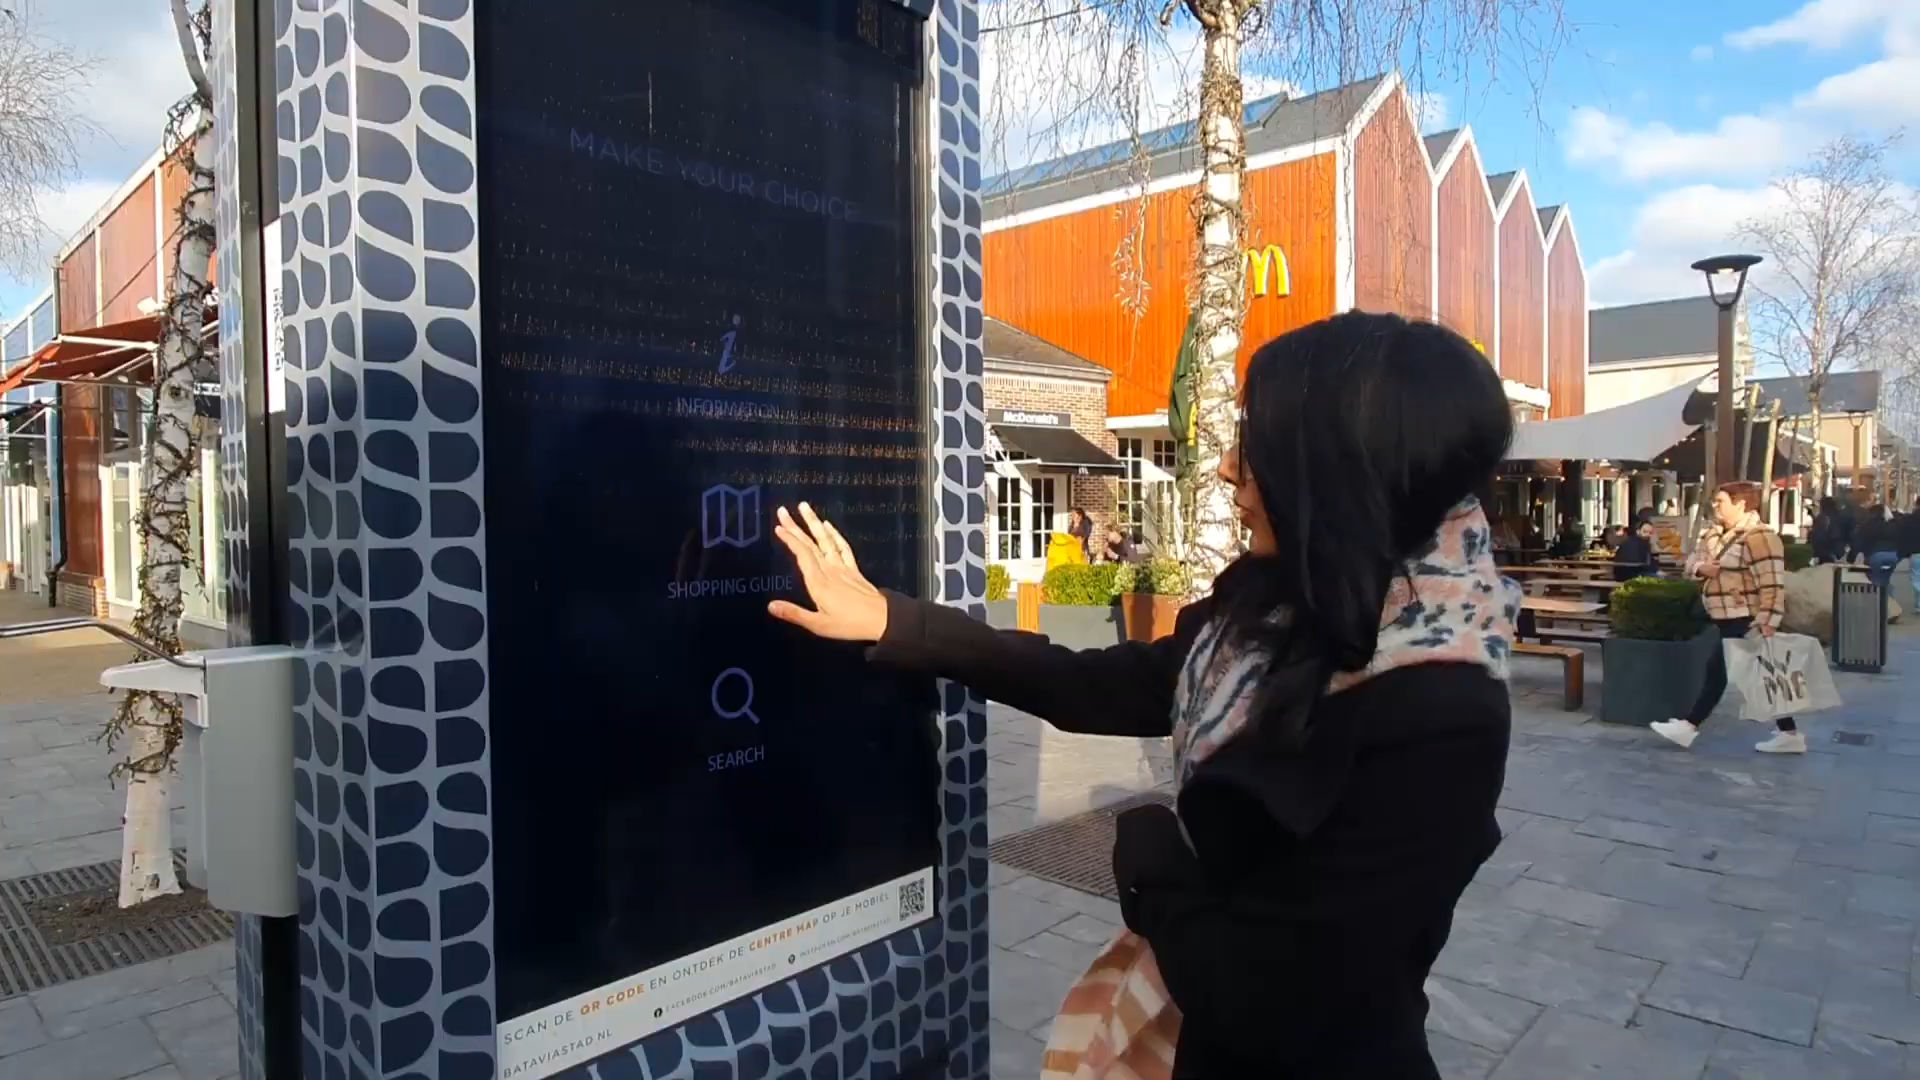 MAKE YOUR CHOICE
i
INFORMATION
SHOPPING GUIDE
SEARCH
SCAN DE QR CODE EN ONTDEK DE CENTRE MAP OP JE MOBIEL
BATAVIASTAD.NL
FACEBOOK.COM/BATAVIASTAD
INSTAGRAM.COM/BATAVIASTAD
m
McDonald's